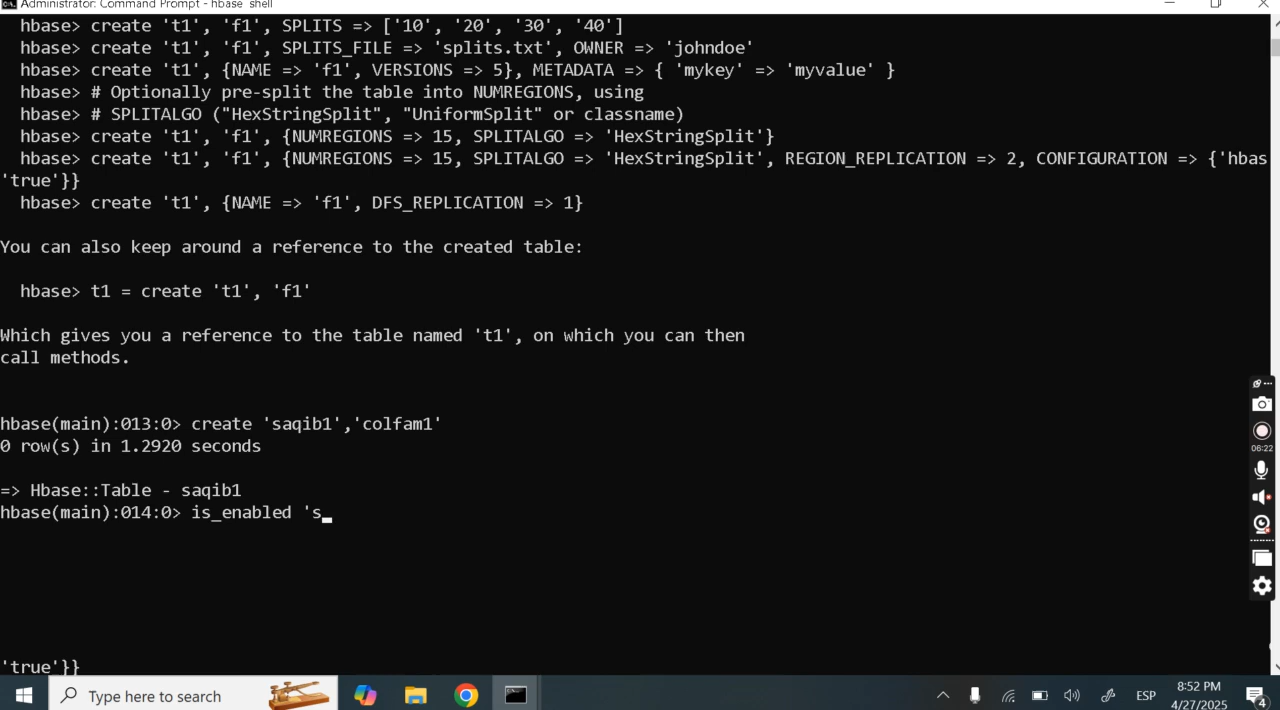 Administrator: Command Prompt - hbase shell
hbase> create 't1', 'f1', SPLITS => ['10', '20', '30', '40']
hbase> create 't1', 'f1', SPLITS_FILE => 'splits.txt', OWNER => 'johndoe'
hbase> create 't1', {NAME => 'f1', VERSIONS => 5}, METADATA => { 'mykey' => 'myvalue' }
hbase> # Optionally pre-split the table into NUMREGIONS, using
hbase> # SPLITALGO ("HexStringSplit", "UniformSplit" or classname)
hbase> create 't1', 'f1', {NUMREGIONS => 15, SPLITALGO => 'HexStringSplit'}
hbase> create 't1', 'f1', {NUMREGIONS => 15, SPLITALGO => 'HexStringSplit', REGION_REPLICATION => 2, CONFIGURATION => {'hbas
'true'}}
hbase> create 't1', {NAME => 'f1', DFS_REPLICATION => 1}
You can also keep around a reference to the created table:
hbase> t1 = create 't1', 'f1'
Which gives you a reference to the table named 't1', on which you can then
call methods.
hbase(main):013:0> create 'saqib1','colfam1'
0 row(s) in 1.2920 seconds
=> Hbase::Table - saqib1
hbase(main):014:0> is_enabled 's_
'true'}}
06:22
Type here to search
ESP
8:52 PM
4/27/2025
4